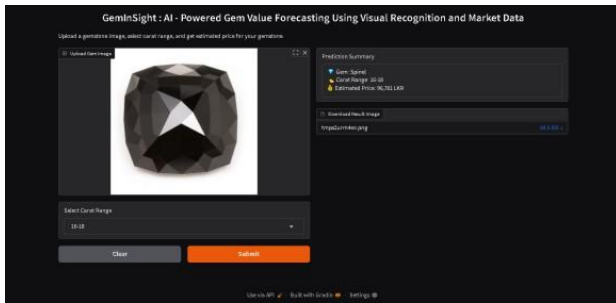 GemInSight : AI - Powered Gem Value Forecasting Using Visual Recognition and Market Data
Upload a gemstone image, select carat range, and get estimated price for your gemstone.
Upload Gem Image
Prediction Summary
Gem: Spinel
Carat Range: 16-18
Estimated Price: 96,781 LKR
Download Result Image
Select Carat Range
16-18
Clear
Submit
Use via API · Built with Gradio · Settings